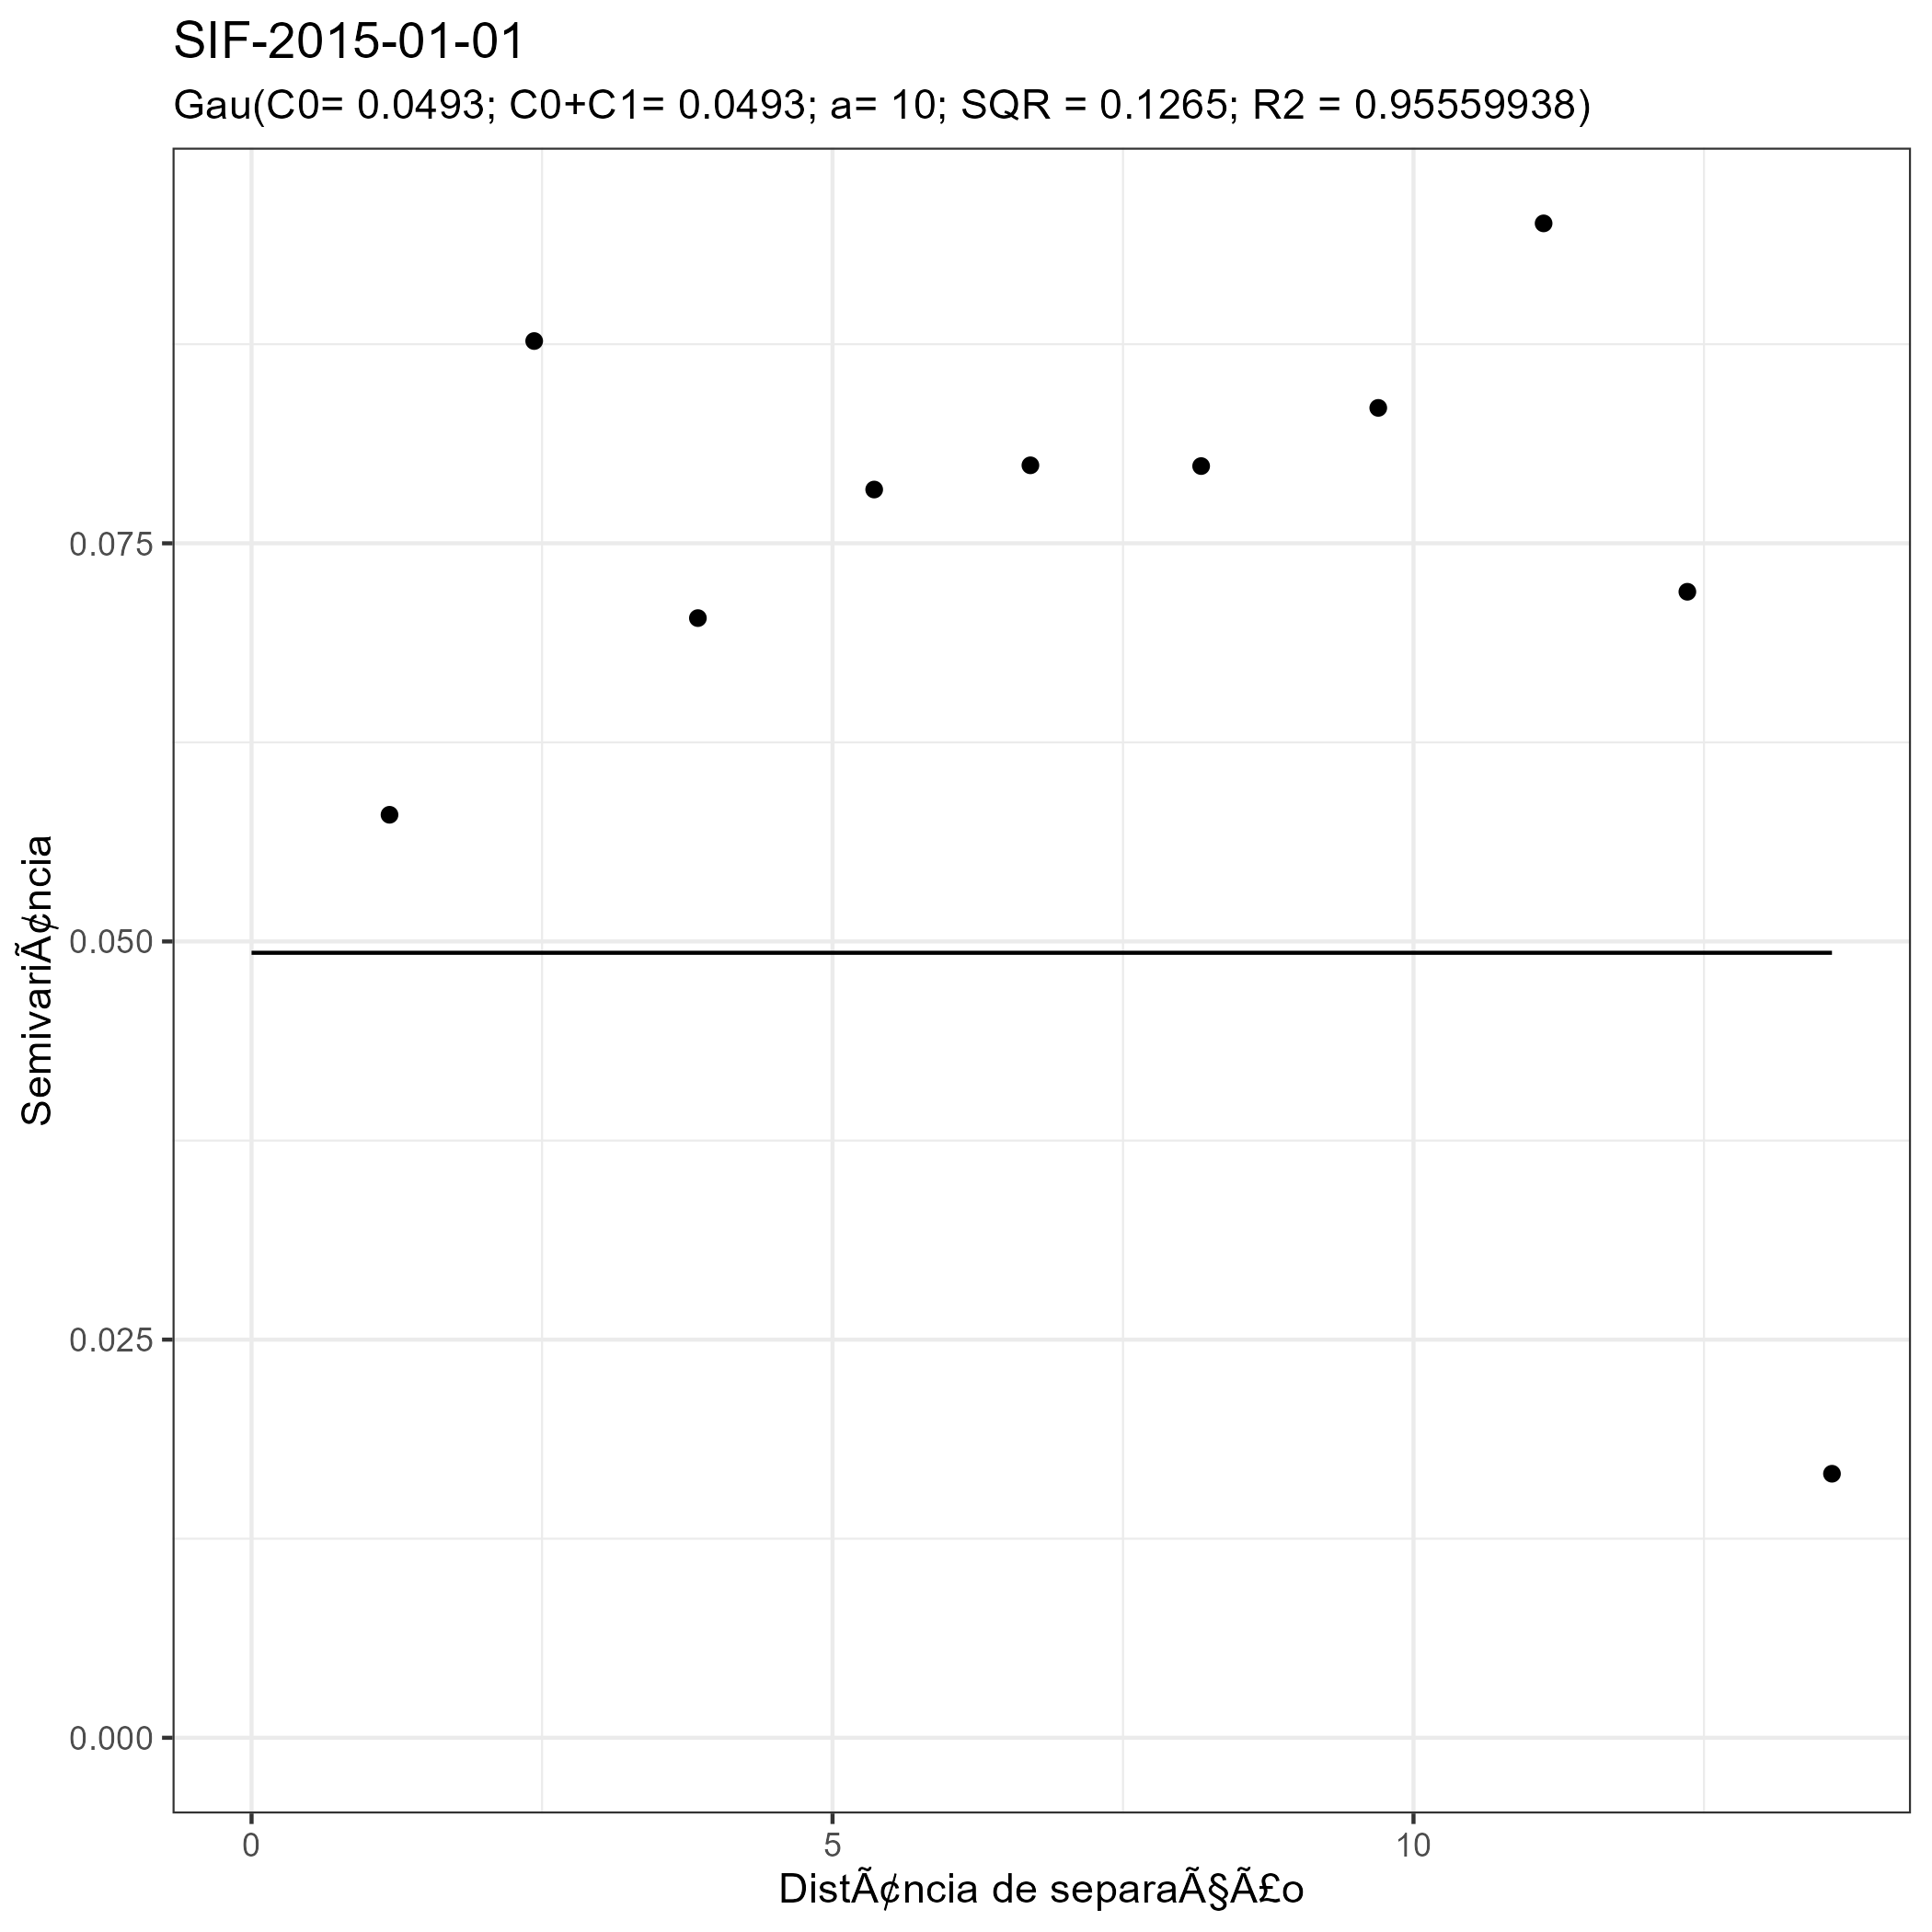 SIF-2015-01-01
Gau(C0= 0.0493; C0+C1= 0.0493; a= 10; SQR = 0.1265; R2 = 0.95559938)
SemivariÃ¢ncia
0.075
0.050
0.025
0.000
0
5
10
DistÃ¢ncia de separaÃ§Ã£o